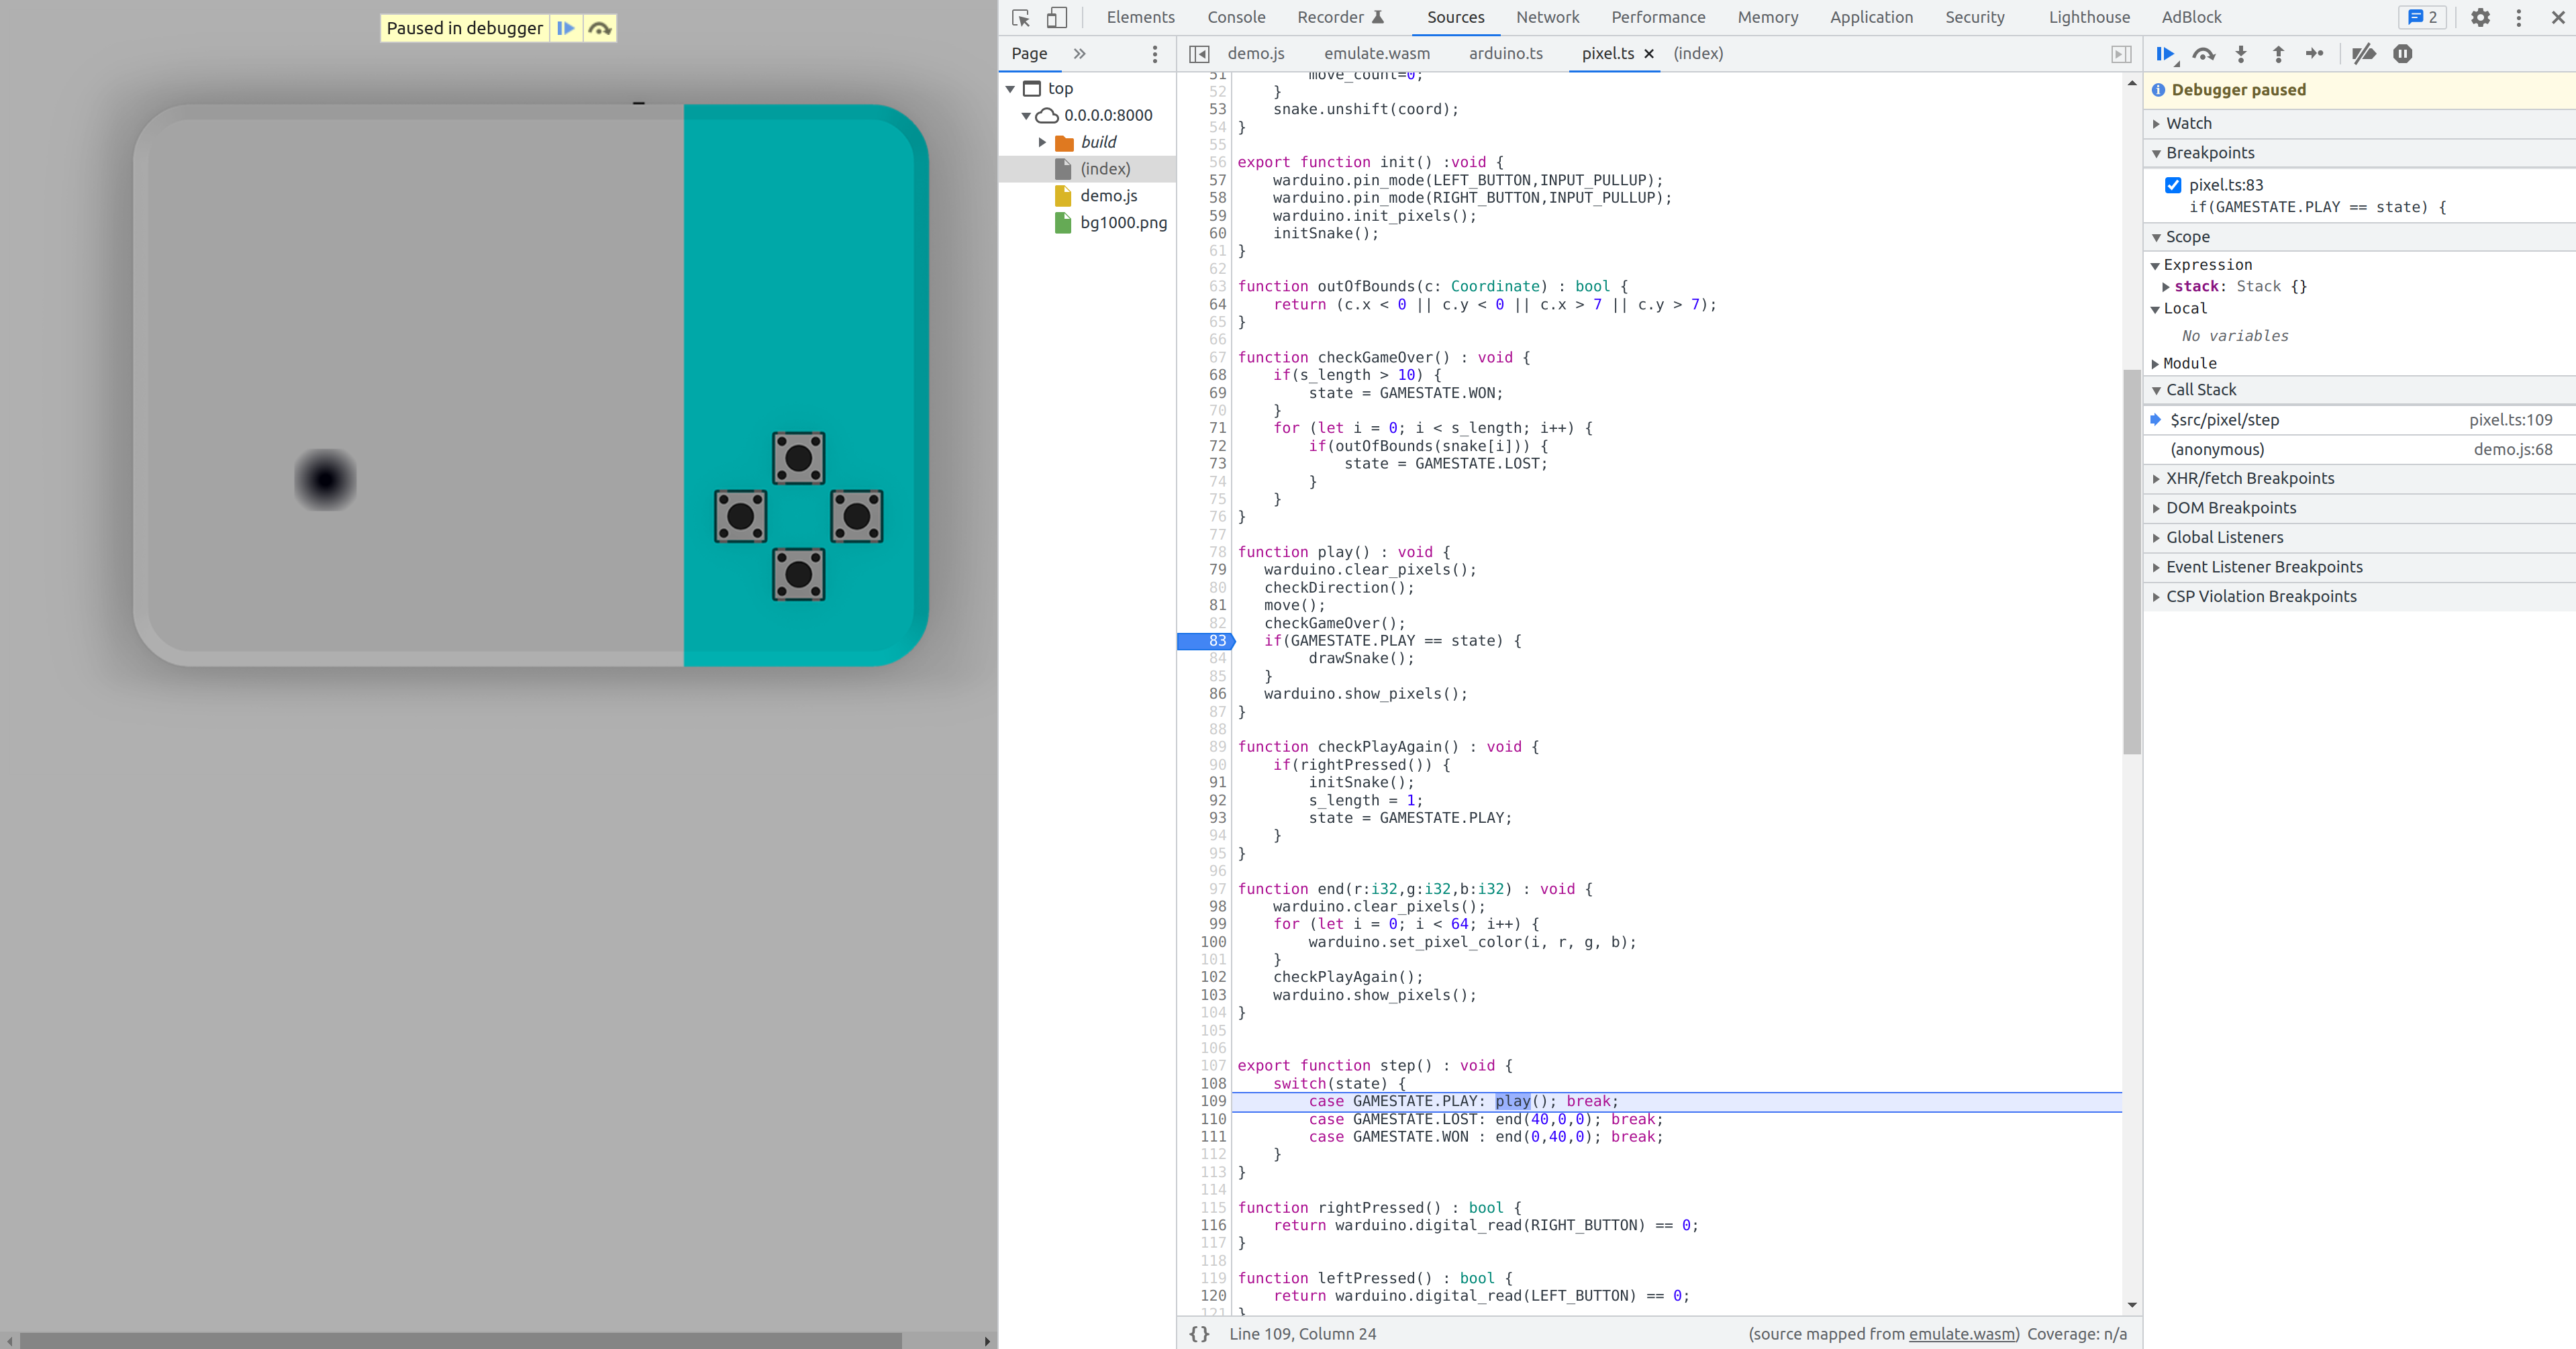 Paused in debugger
Elements Console Recorder Sources Network Performance Memory Application Security Lighthouse AdBlock 2
Page demo.js emulate.wasm arduino.ts pixel.ts × (index)
top
0.0.0.0:8000
build
(index)
demo.js
bg1000.png
51         move_count=0;
52     }
53     snake.unshift(coord);
54 }
55
56 export function init() :void {
57     warduino.pin_mode(LEFT_BUTTON,INPUT_PULLUP);
58     warduino.pin_mode(RIGHT_BUTTON,INPUT_PULLUP);
59     warduino.init_pixels();
60     initSnake();
61 }
62
63 function outOfBounds(c: Coordinate) : bool {
64     return (c.x < 0 || c.y < 0 || c.x > 7 || c.y > 7);
65 }
66
67 function checkGameOver() : void {
68     if(s_length > 10) {
69         state = GAMESTATE.WON;
70     }
71     for (let i = 0; i < s_length; i++) {
72         if(outOfBounds(snake[i])) {
73             state = GAMESTATE.LOST;
74         }
75     }
76 }
77
78 function play() : void {
79    warduino.clear_pixels();
80    checkDirection();
81    move();
82    checkGameOver();
83    if(GAMESTATE.PLAY == state) {
84         drawSnake();
85    }
86    warduino.show_pixels();
87 }
88
89 function checkPlayAgain() : void {
90     if(rightPressed()) {
91         initSnake();
92         s_length = 1;
93         state = GAMESTATE.PLAY;
94     }
95 }
96
97 function end(r:i32,g:i32,b:i32) : void {
98     warduino.clear_pixels();
99     for (let i = 0; i < 64; i++) {
100         warduino.set_pixel_color(i, r, g, b);
101     }
102     checkPlayAgain();
103     warduino.show_pixels();
104 }
105
106
107 export function step() : void {
108     switch(state) {
109         case GAMESTATE.PLAY: play(); break;
110         case GAMESTATE.LOST: end(40,0,0); break;
111         case GAMESTATE.WON : end(0,40,0); break;
112     }
113 }
114
115 function rightPressed() : bool {
116     return warduino.digital_read(RIGHT_BUTTON) == 0;
117 }
118
119 function leftPressed() : bool {
120     return warduino.digital_read(LEFT_BUTTON) == 0;
121 }
{} Line 109, Column 24 (source mapped from emulate.wasm) Coverage: n/a
Debugger paused
Watch
Breakpoints
pixel.ts:83
if(GAMESTATE.PLAY == state) {
Scope
Expression
stack: Stack {}
Local
No variables
Module
Call Stack
$src/pixel/step pixel.ts:109
(anonymous) demo.js:68
XHR/fetch Breakpoints
DOM Breakpoints
Global Listeners
Event Listener Breakpoints
CSP Violation Breakpoints